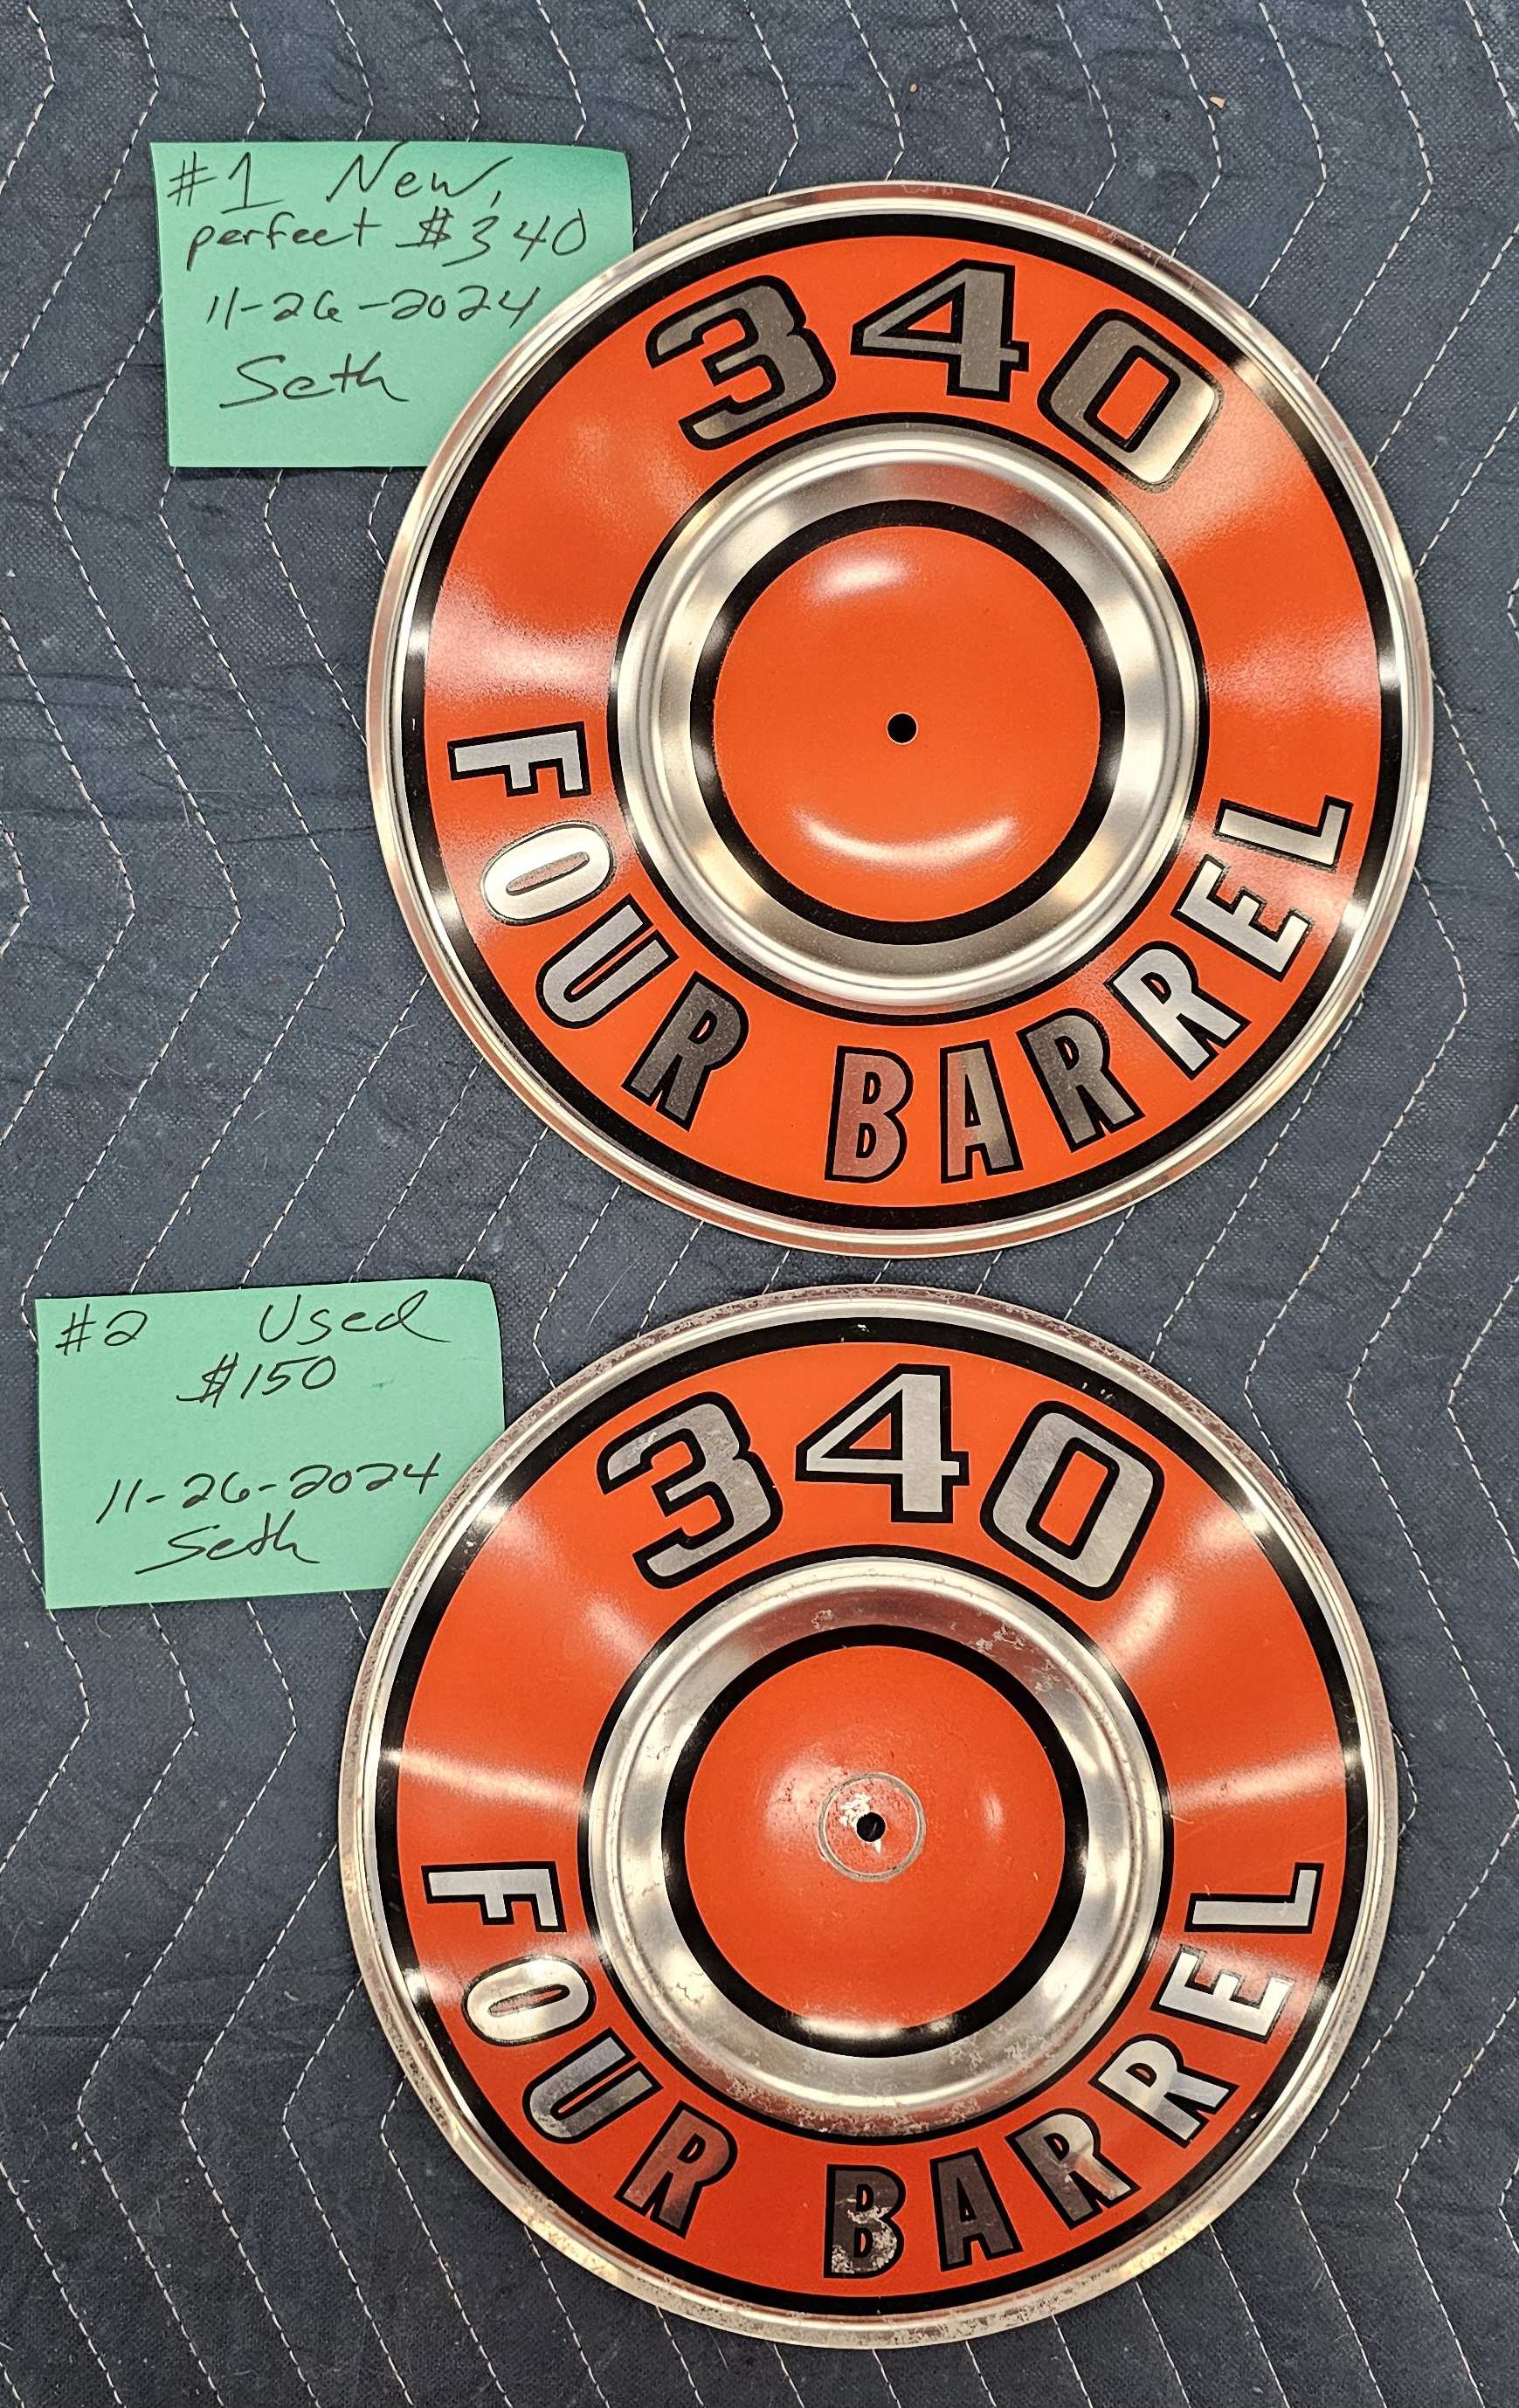 #1 New,
perfect $340
11-26-2024
Seth
340
FOUR BARREL
#2 Used
$150
11-26-2024
Seth
340
FOUR BARREL